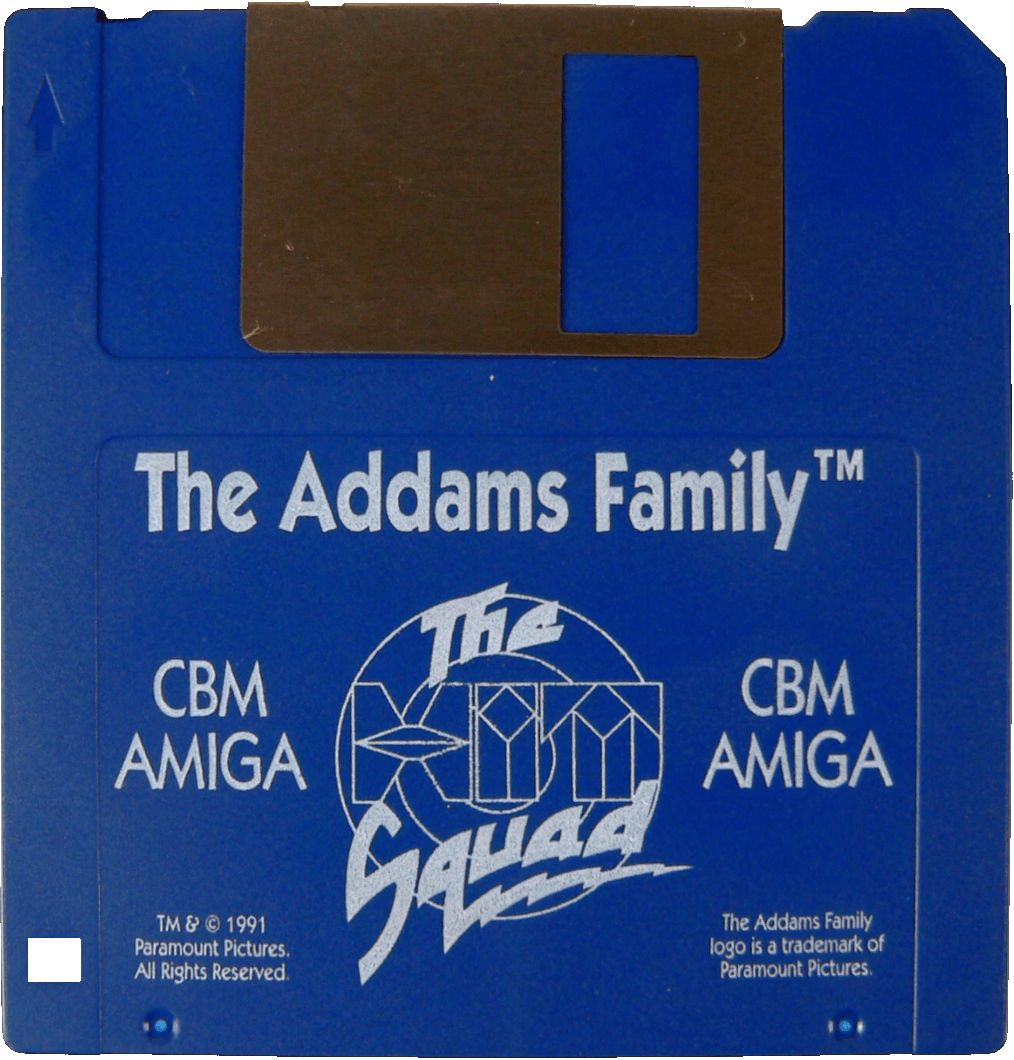 The Addams Family™
The
Hit
Squad
CBM
AMIGA
CBM
AMIGA
TM & © 1991
Paramount Pictures.
All Rights Reserved.
The Addams Family
logo is a trademark of
Paramount Pictures.